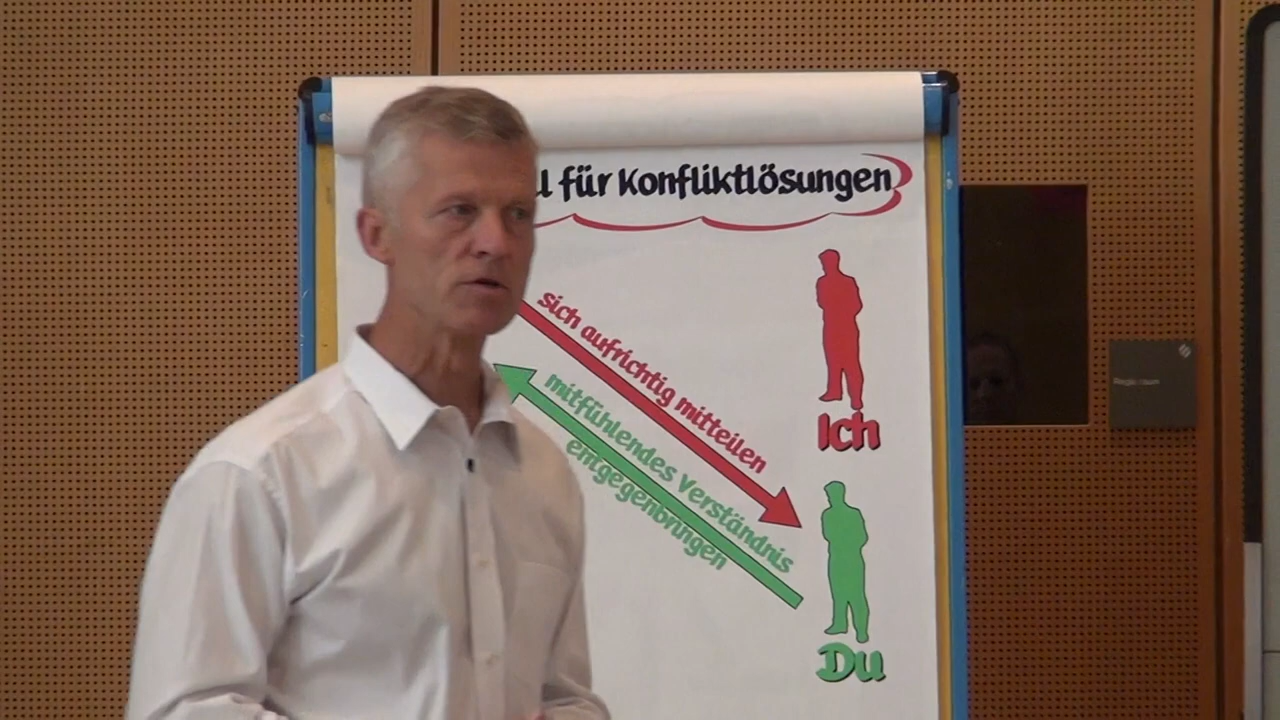 für Konfliktlösungen
sich aufrichtig mitteilen
mitfühlendes Verständnis
entgegenbringen
Ich
Du